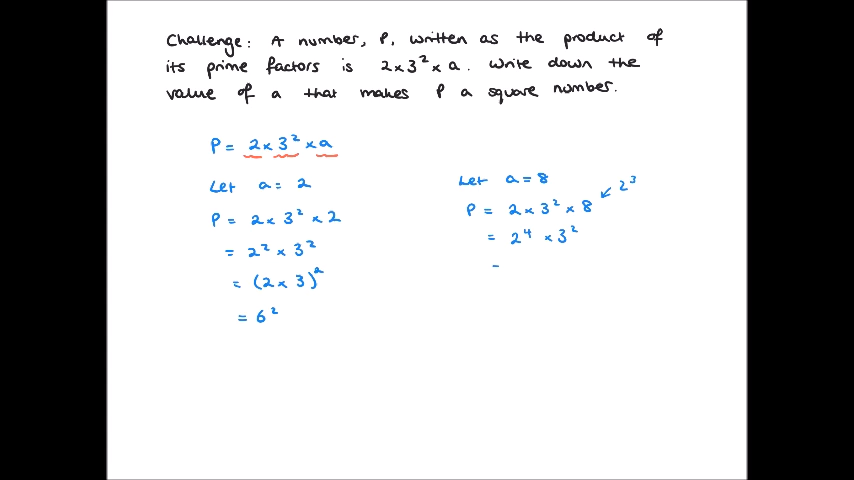 Challenge: A number, P, written as the product of
its prime factors is 2 x 3² x a. Write down the
value of a that makes P a square number.
P = 2 x 3² x a
Let a = 2
P = 2 x 3² x 2
= 2² x 3²
= (2 x 3)²
= 6²
Let a = 8
P = 2 x 3² x 8 ↙ 2³
= 2⁴ x 3²
=